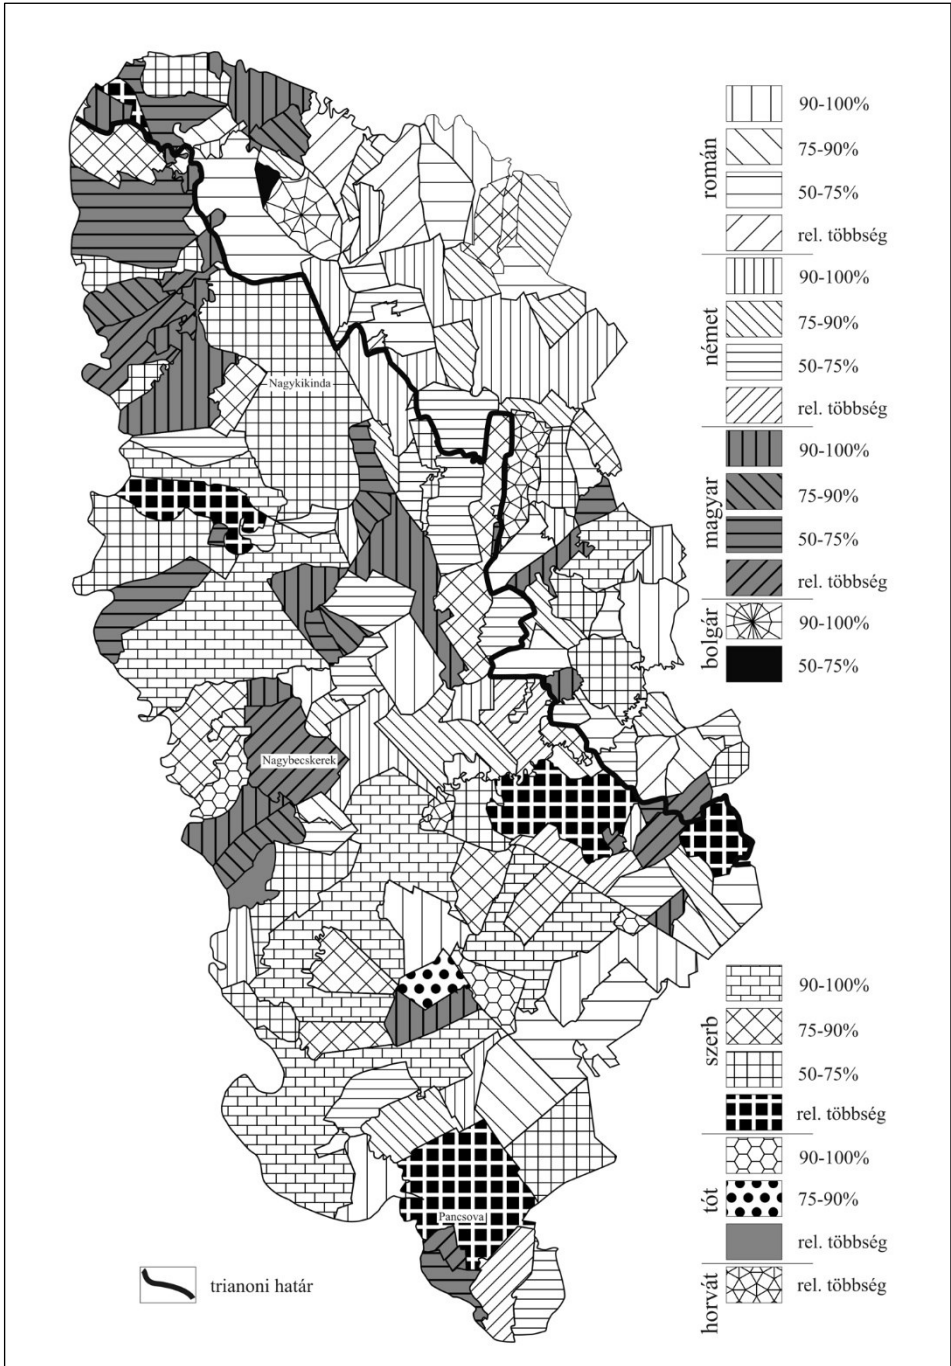 román
90-100%
75-90%
50-75%
rel. többség
német
90-100%
75-90%
50-75%
rel. többség
magyar
90-100%
75-90%
50-75%
rel. többség
bolgár
90-100%
50-75%
szerb
90-100%
75-90%
50-75%
rel. többség
tót
90-100%
75-90%
rel. többség
horvát
rel. többség
Nagykikinda
Nagybecskerek
Pancsova
trianoni határ